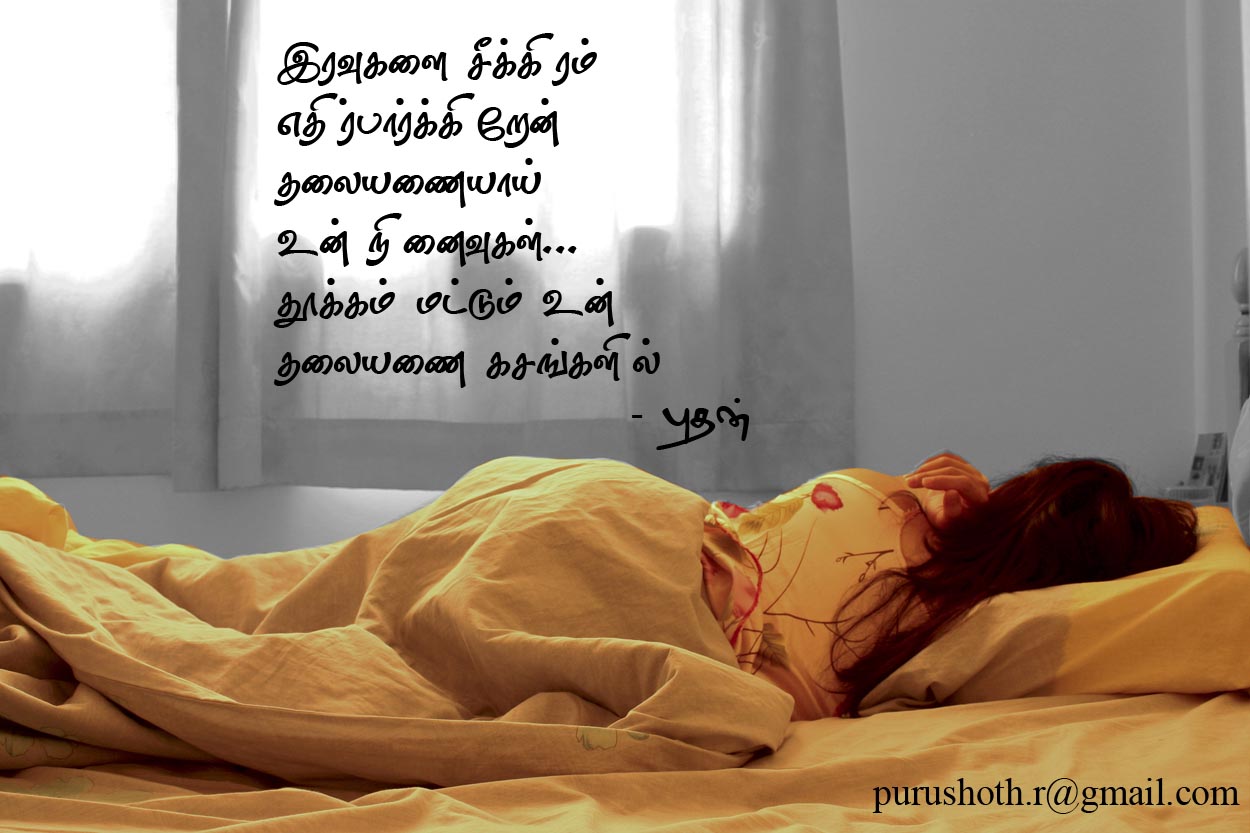 இரவுகளை சீக்கிரம்
எதிர்பார்க்கிறேன்
தலையணையாய்
உன் நினைவுகள்...
தூக்கம் மட்டும் உன்
தலையணை கசங்களில்
- பூதன்
purushoth.r@gmail.com